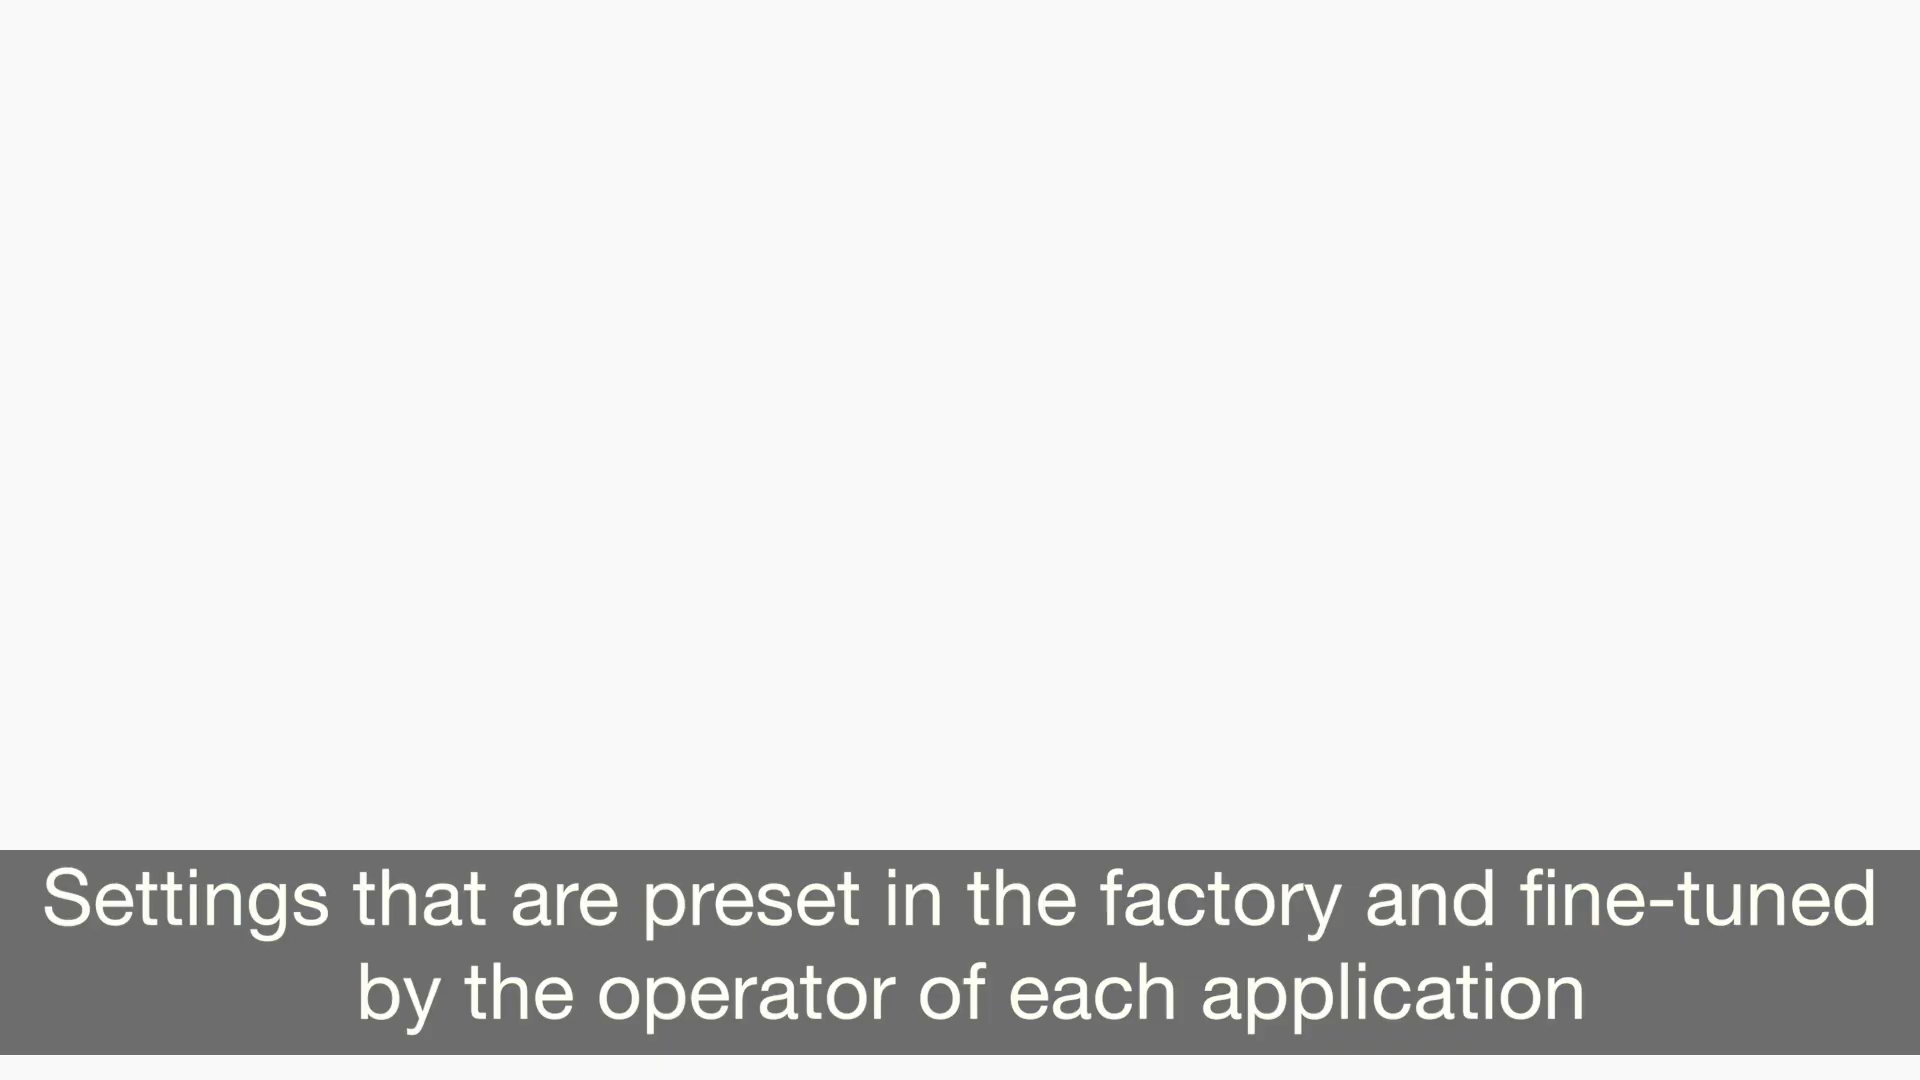 Settings that are preset in the factory and fine-tuned
by the operator of each application